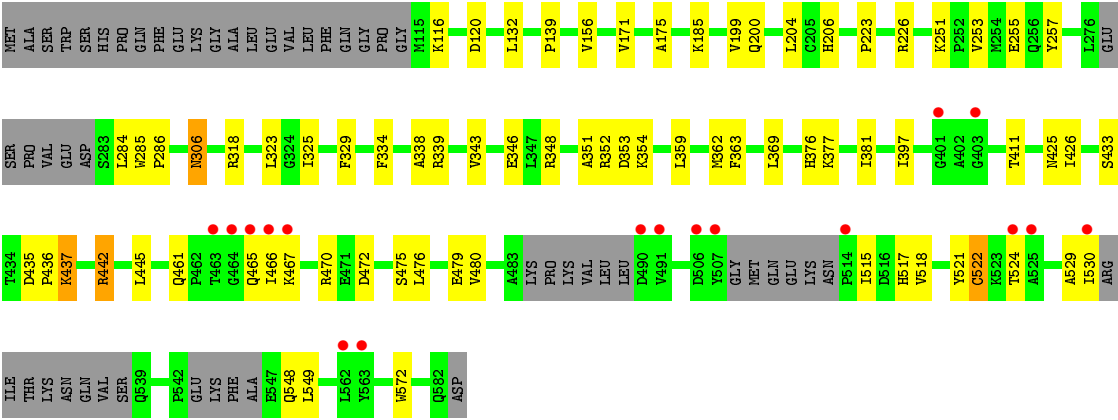 MET ALA SER TRP SER HIS PRO GLN GLN PHE GLU LYS GLY ALA LEU GLU VAL LEU PHE GLN GLY PRO GLY M115 K116 D120 L132 P139 V156 V171 A175 K185 V199 Q200 L204 C205 H206 P223 R226 K251 P252 V253 M254 E255 Q256 Y257 L276 GLU
SER PRO VAL GLU ASP S283 L284 W285 P286 N306 R318 L323 G324 I325 F329 F334 A338 R339 V343 E346 L347 R348 A351 R352 D353 K354 L359 M362 F363 L369 H376 K377 I381 I397 G401 A402 G403 T411 N425 I426 S433
T434 D435 P436 K437 R442 L445 Q461 P462 T463 G464 Q465 I466 K467 R470 E471 D472 S475 L476 E479 V480 A483 LYS PRO LYS VAL LEU LEU D490 V491 D506 Y507 GLY MET GLN GLU LYS ASN P514 I515 D516 H517 V518 Y521 C522 K523 T524 A525 A529 I530 ARG
ILE THR LYS ASN GLN VAL SER Q539 P542 GLU LYS PHE ALA E547 Q548 L549 L562 Y563 W572 Q582 ASP